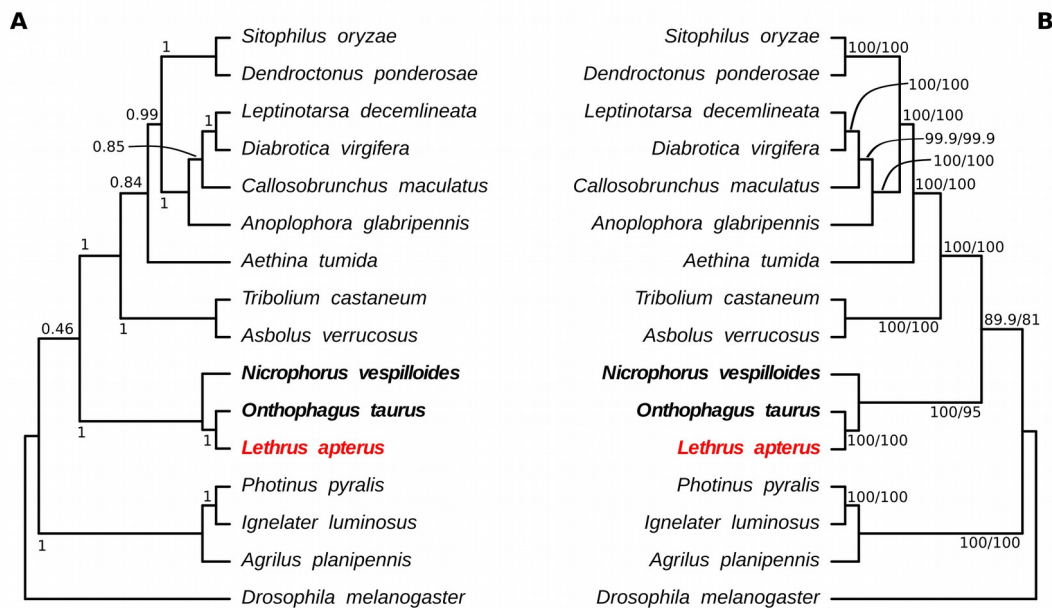 A
B
1
Sitophilus oryzae
Dendroctonus ponderosae
0.99
Leptinotarsa decemlineata
1
0.85
Diabrotica virgifera
0.84
Callosobrunchus maculatus
1
Anoplophora glabripennis
1
Aethina tumida
Tribolium castaneum
1
0.46
Asbolus verrucosus
Nicrophorus vespilloides
Onthophagus taurus
1
1
Lethrus apterus
Photinus pyralis
1
Ignelater luminosus
1
Agrilus planipennis
Drosophila melanogaster
Sitophilus oryzae
100/100
Dendroctonus ponderosae
100/100
Leptinotarsa decemlineata
100/100
99.9/99.9
Diabrotica virgifera
100/100
Callosobrunchus maculatus
100/100
Anoplophora glabripennis
100/100
Aethina tumida
Tribolium castaneum
89.9/81
100/100
Asbolus verrucosus
Nicrophorus vespilloides
Onthophagus taurus
100/95
100/100
Lethrus apterus
Photinus pyralis
100/100
Ignelater luminosus
100/100
Agrilus planipennis
Drosophila melanogaster